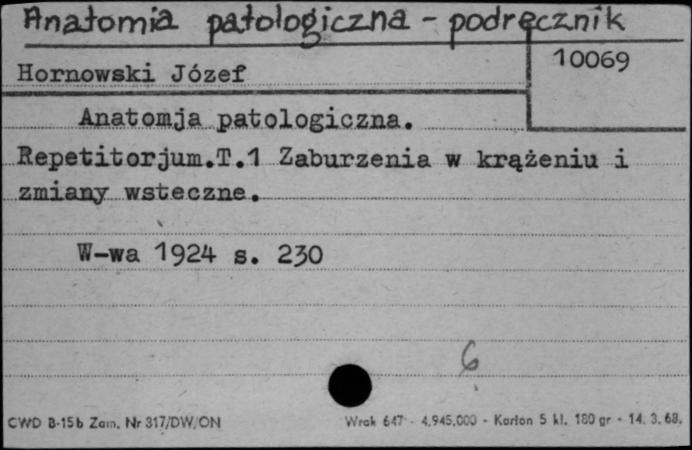 Anatomia patologiczna - podręcznik
Hornowski Józef
10069
Anatomja patologiczna.
Repetitorjum.T.1 Zaburzenia w krążeniu i
zmiany wsteczne.
W-wa 1924 s. 230
6
CWD B-15b Zam. Nr 317/DW/ON
Wrak 647 - 4.945.000 - Karton 5 kl. 180 gr - 14. 3. 68.